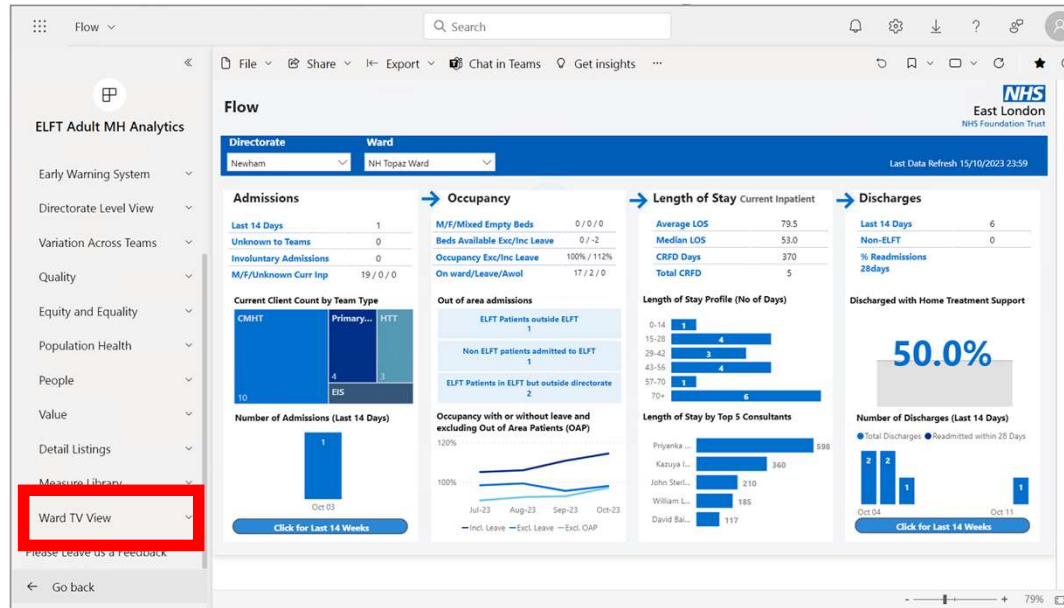 Flow
Search
File
Share
Export
Chat in Teams
Get insights
ELFT Adult MH Analytics
Early Warning System
Directorate Level View
Variation Across Teams
Quality
Equity and Equality
Population Health
People
Value
Detail Listings
Measure Library
Ward TV View
Please Leave us a Feedback
Go back
Flow
NHS
East London
NHS Foundation Trust
Directorate Ward
Newham NH Topaz Ward
Last Data Refresh 15/10/2023 23:59
Admissions
Last 14 Days 1
Unknown to Teams 0
Involuntary Admissions 0
M/F/Unknown Curr Inp 19 / 0 / 0
Current Client Count by Team Type
CMHT
10
Primary...
4
HTT
3
EIS
Number of Admissions (Last 14 Days)
1
Oct 03
Click for Last 14 Weeks
Occupancy
M/F/Mixed Empty Beds 0 / 0 / 0
Beds Available Exc/Inc Leave 0 / -2
Occupancy Exc/Inc Leave 100% / 112%
On ward/Leave/Awol 17 / 2 / 0
Out of area admissions
ELFT Patients outside ELFT
1
Non ELFT patients admitted to ELFT
1
ELFT Patients in ELFT but outside directorate
2
Occupancy with or without leave and
excluding Out of Area Patients (OAP)
120%
100%
Jul-23 Aug-23 Sep-23 Oct-23
Incl. Leave Excl. Leave Excl. OAP
Length of Stay Current Inpatient
Average LOS 79.5
Median LOS 53.0
CRFD Days 370
Total CRFD 5
Length of Stay Profile (No of Days)
0-14 1
15-28 4
29-42 3
43-56 4
57-70 1
70+ 6
Length of Stay by Top 5 Consultants
Priyanka ... 598
Kazuya I... 360
John Sterl... 210
William L... 185
David Bai... 117
Discharges
Last 14 Days 6
Non-ELFT 0
% Readmissions
28days
Discharged with Home Treatment Support
50.0%
Number of Discharges (Last 14 Days)
Total Discharges Readmitted within 28 Days
2 2 1 1
Oct 04 Oct 11
Click for Last 14 Weeks
79%